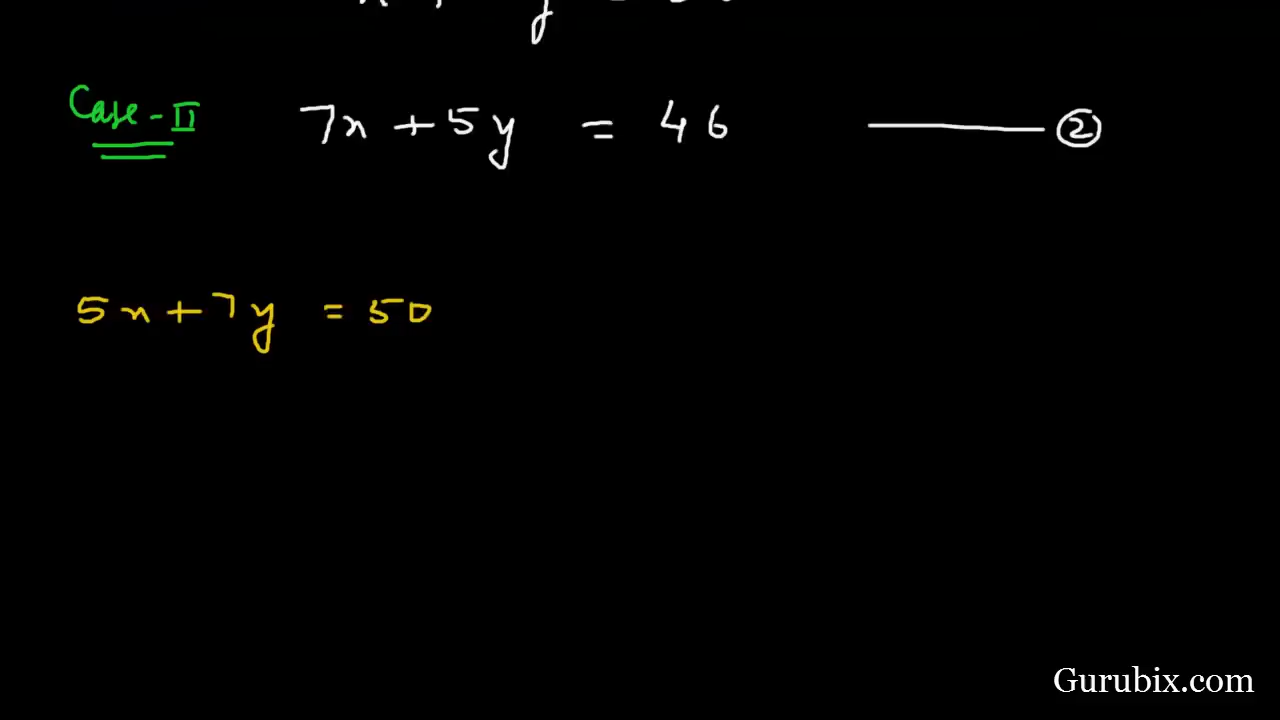 Case-II 7x + 5y = 46 ——— ②
5x + 7y = 50
Gurubix.com